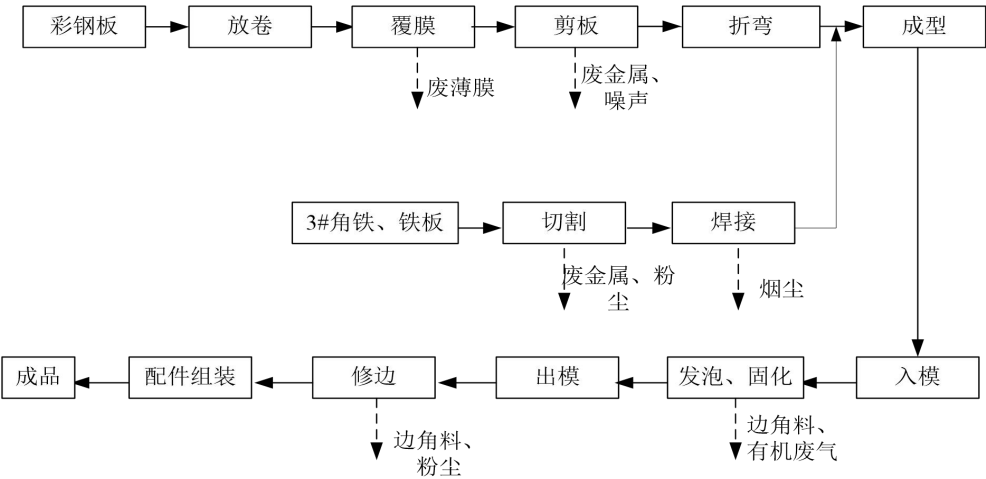 彩钢板
放卷
覆膜
剪板
折弯
成型
废薄膜
废金属、
噪声
3#角铁、铁板
切割
焊接
废金属、粉
尘
烟尘
成品
配件组装
修边
出模
发泡、固化
入模
边角料、
粉尘
边角料、
有机废气